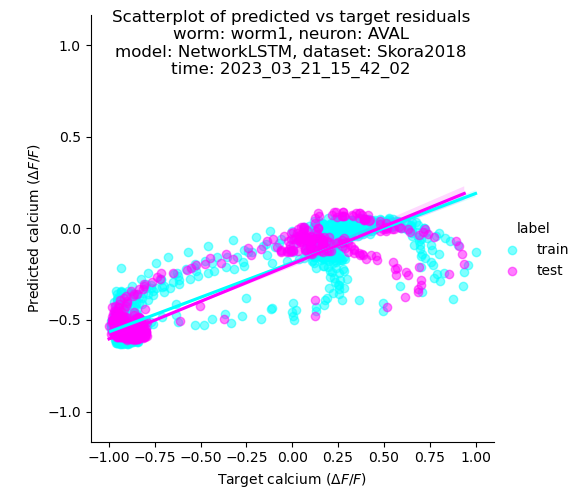 Scatterplot of predicted vs target residuals
worm: worm1, neuron: AVAL
model: NetworkLSTM, dataset: Skora2018
time: 2023_03_21_15_42_02
1.0
0.5
0.0
−0.5
−1.0
Predicted calcium (ΔF/F)
label
train
test
−1.00 −0.75 −0.50 −0.25 0.00 0.25 0.50 0.75 1.00
Target calcium (ΔF/F)